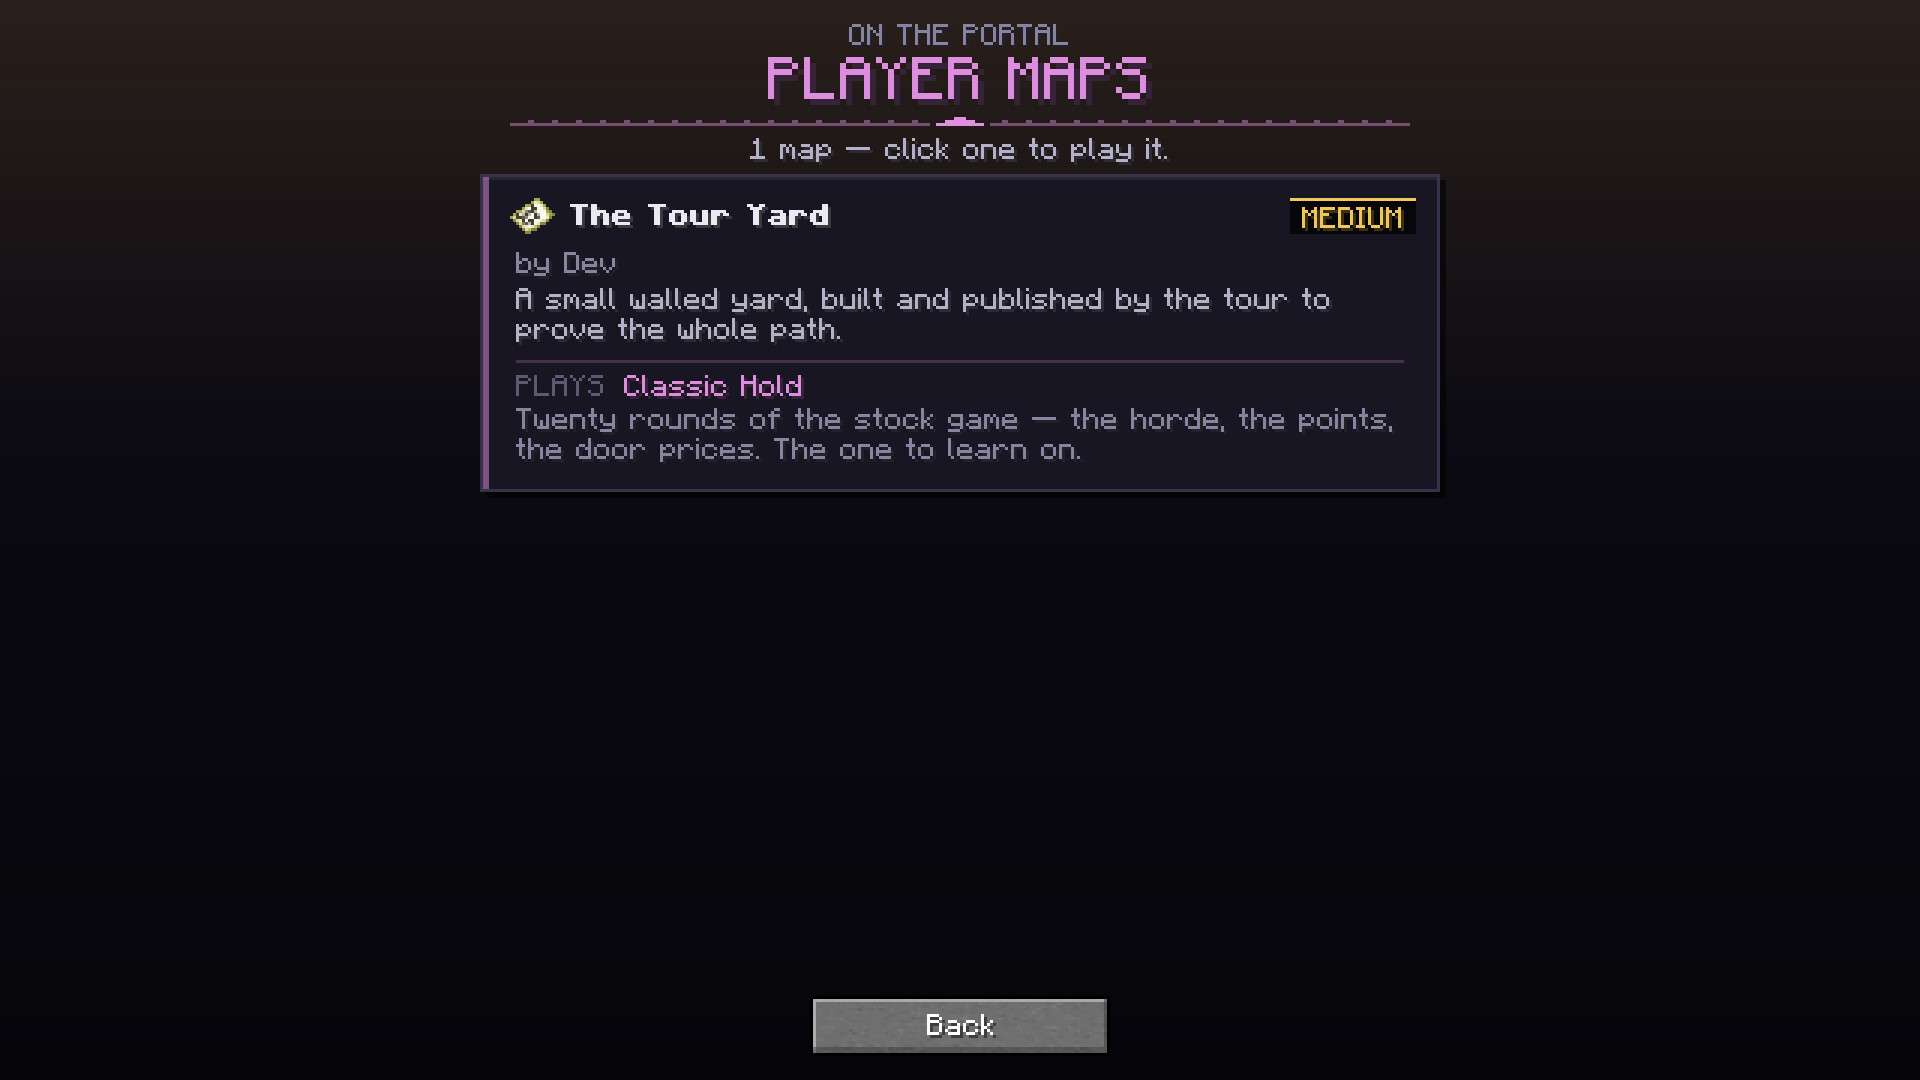 ON THE PORTAL
PLAYER MAPS
1 map — click one to play it.
The Tour Yard
MEDIUM
by Dev
A small walled yard, built and published by the tour to
prove the whole path.
PLAYS Classic Hold
Twenty rounds of the stock game — the horde, the points,
the door prices. The one to learn on.
Back